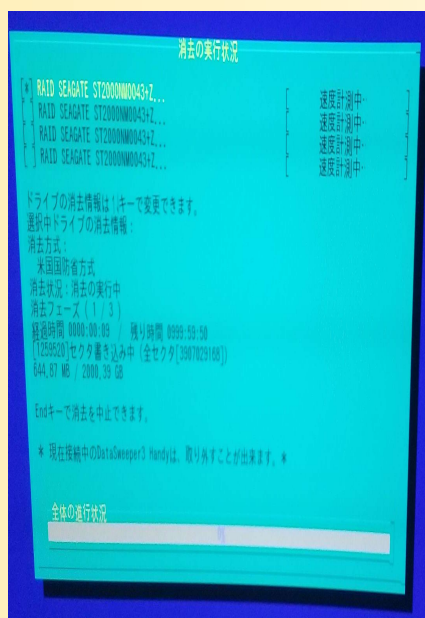 消去の実行状況
[*] RAID SEAGATE ST2000NM0043+Z... [ 速度計測中… ]
[ ] RAID SEAGATE ST2000NM0043+Z... [ 速度計測中… ]
[ ] RAID SEAGATE ST2000NM0043+Z... [ 速度計測中… ]
[ ] RAID SEAGATE ST2000NM0043+Z... [ 速度計測中… ]
ドライブの消去情報は↑↓キーで変更できます。
選択中ドライブの消去情報:
消去方式:
米国国防省方式
消去状況:消去の実行中
消去フェーズ ( 1 / 3 )
経過時間 0000:00:09 / 残り時間 0999:59:50
[1259520]セクタ書き込み中 (全セクタ[3907029168])
644.87 MB / 2000.39 GB
Endキーで消去を中止できます。
* 現在接続中のDataSweeper3 Handyは、取り外すことが出来ます。*
全体の進行状況